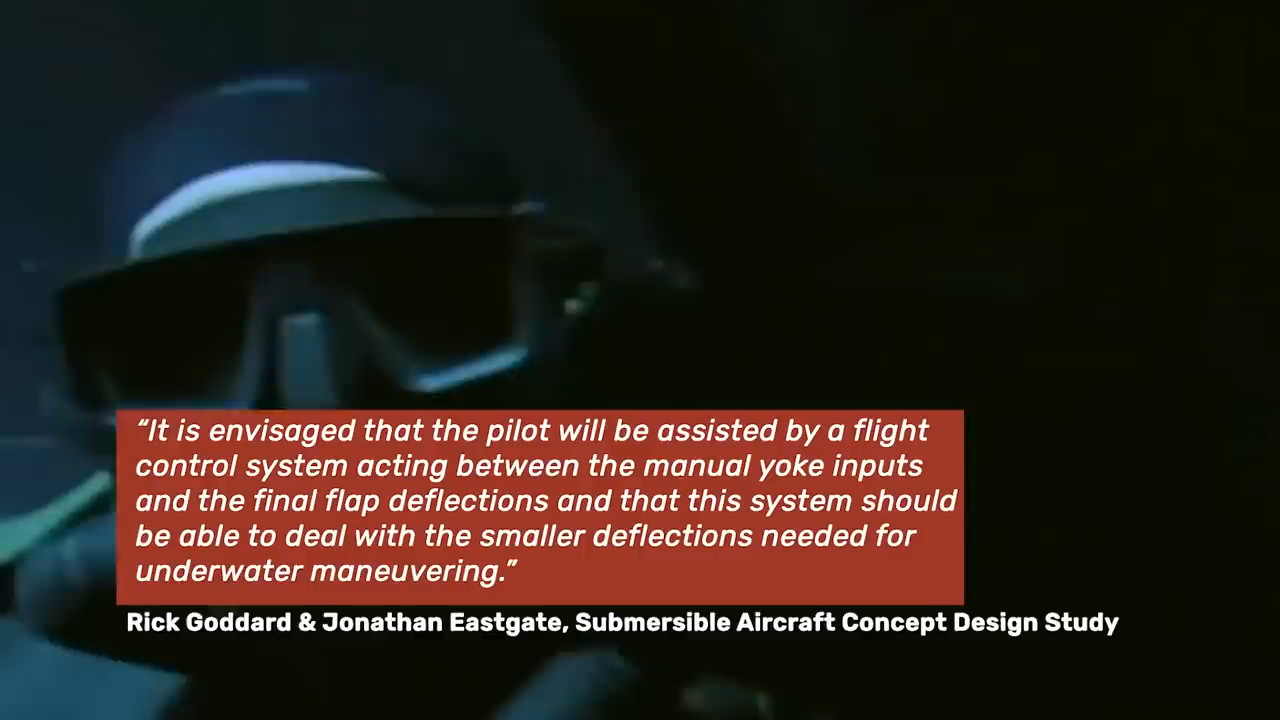 “It is envisaged that the pilot will be assisted by a flight
control system acting between the manual yoke inputs
and the final flap deflections and that this system should
be able to deal with the smaller deflections needed for
underwater maneuvering.”
Rick Goddard & Jonathan Eastgate, Submersible Aircraft Concept Design Study